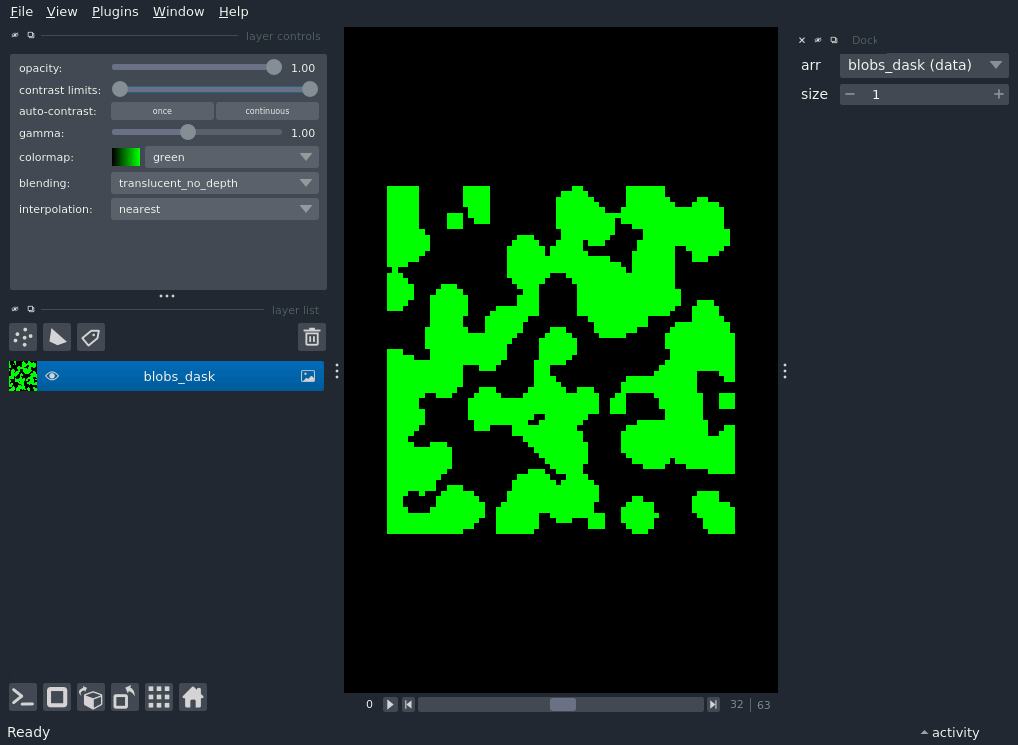 File View Plugins Window Help
layer controls
opacity: 1.00
contrast limits:
auto-contrast: once continuous
gamma: 1.00
colormap: green
blending: translucent_no_depth
interpolation: nearest
layer list
blobs_dask
Dock
arr blobs_dask (data)
size 1
0 32 63
Ready
activity